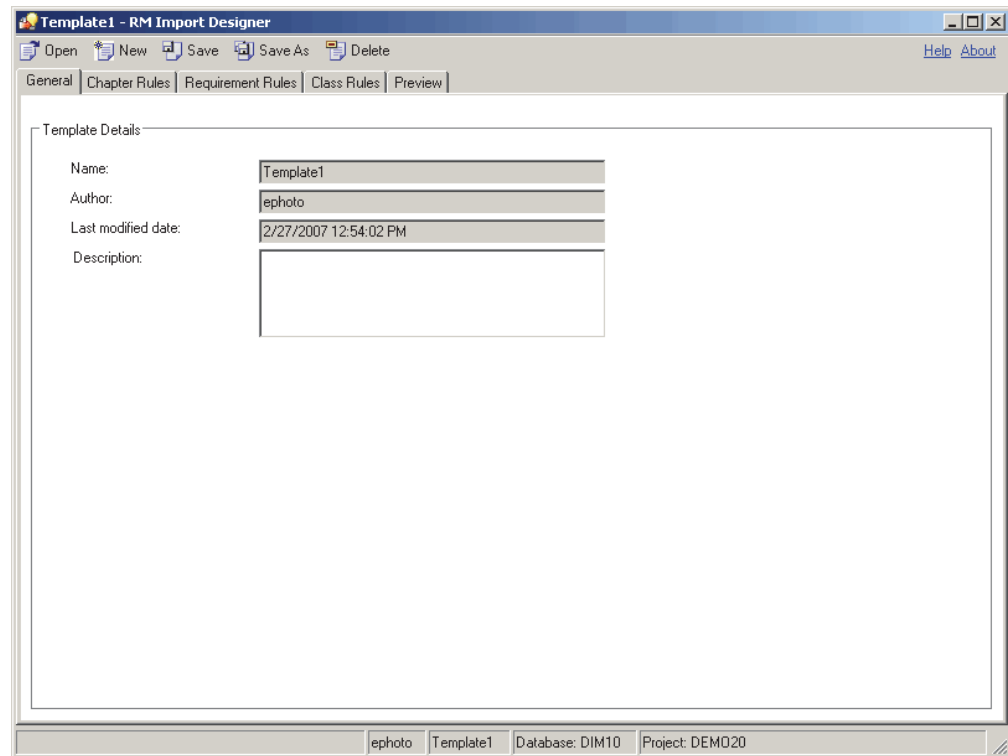 Template1 - RM Import Designer
Open New Save Save As Delete Help About
General Chapter Rules Requirement Rules Class Rules Preview
Template Details
Name: Template1
Author: ephoto
Last modified date: 2/27/2007 12:54:02 PM
Description:
ephoto Template1 Database: DIM10 Project: DEMO20